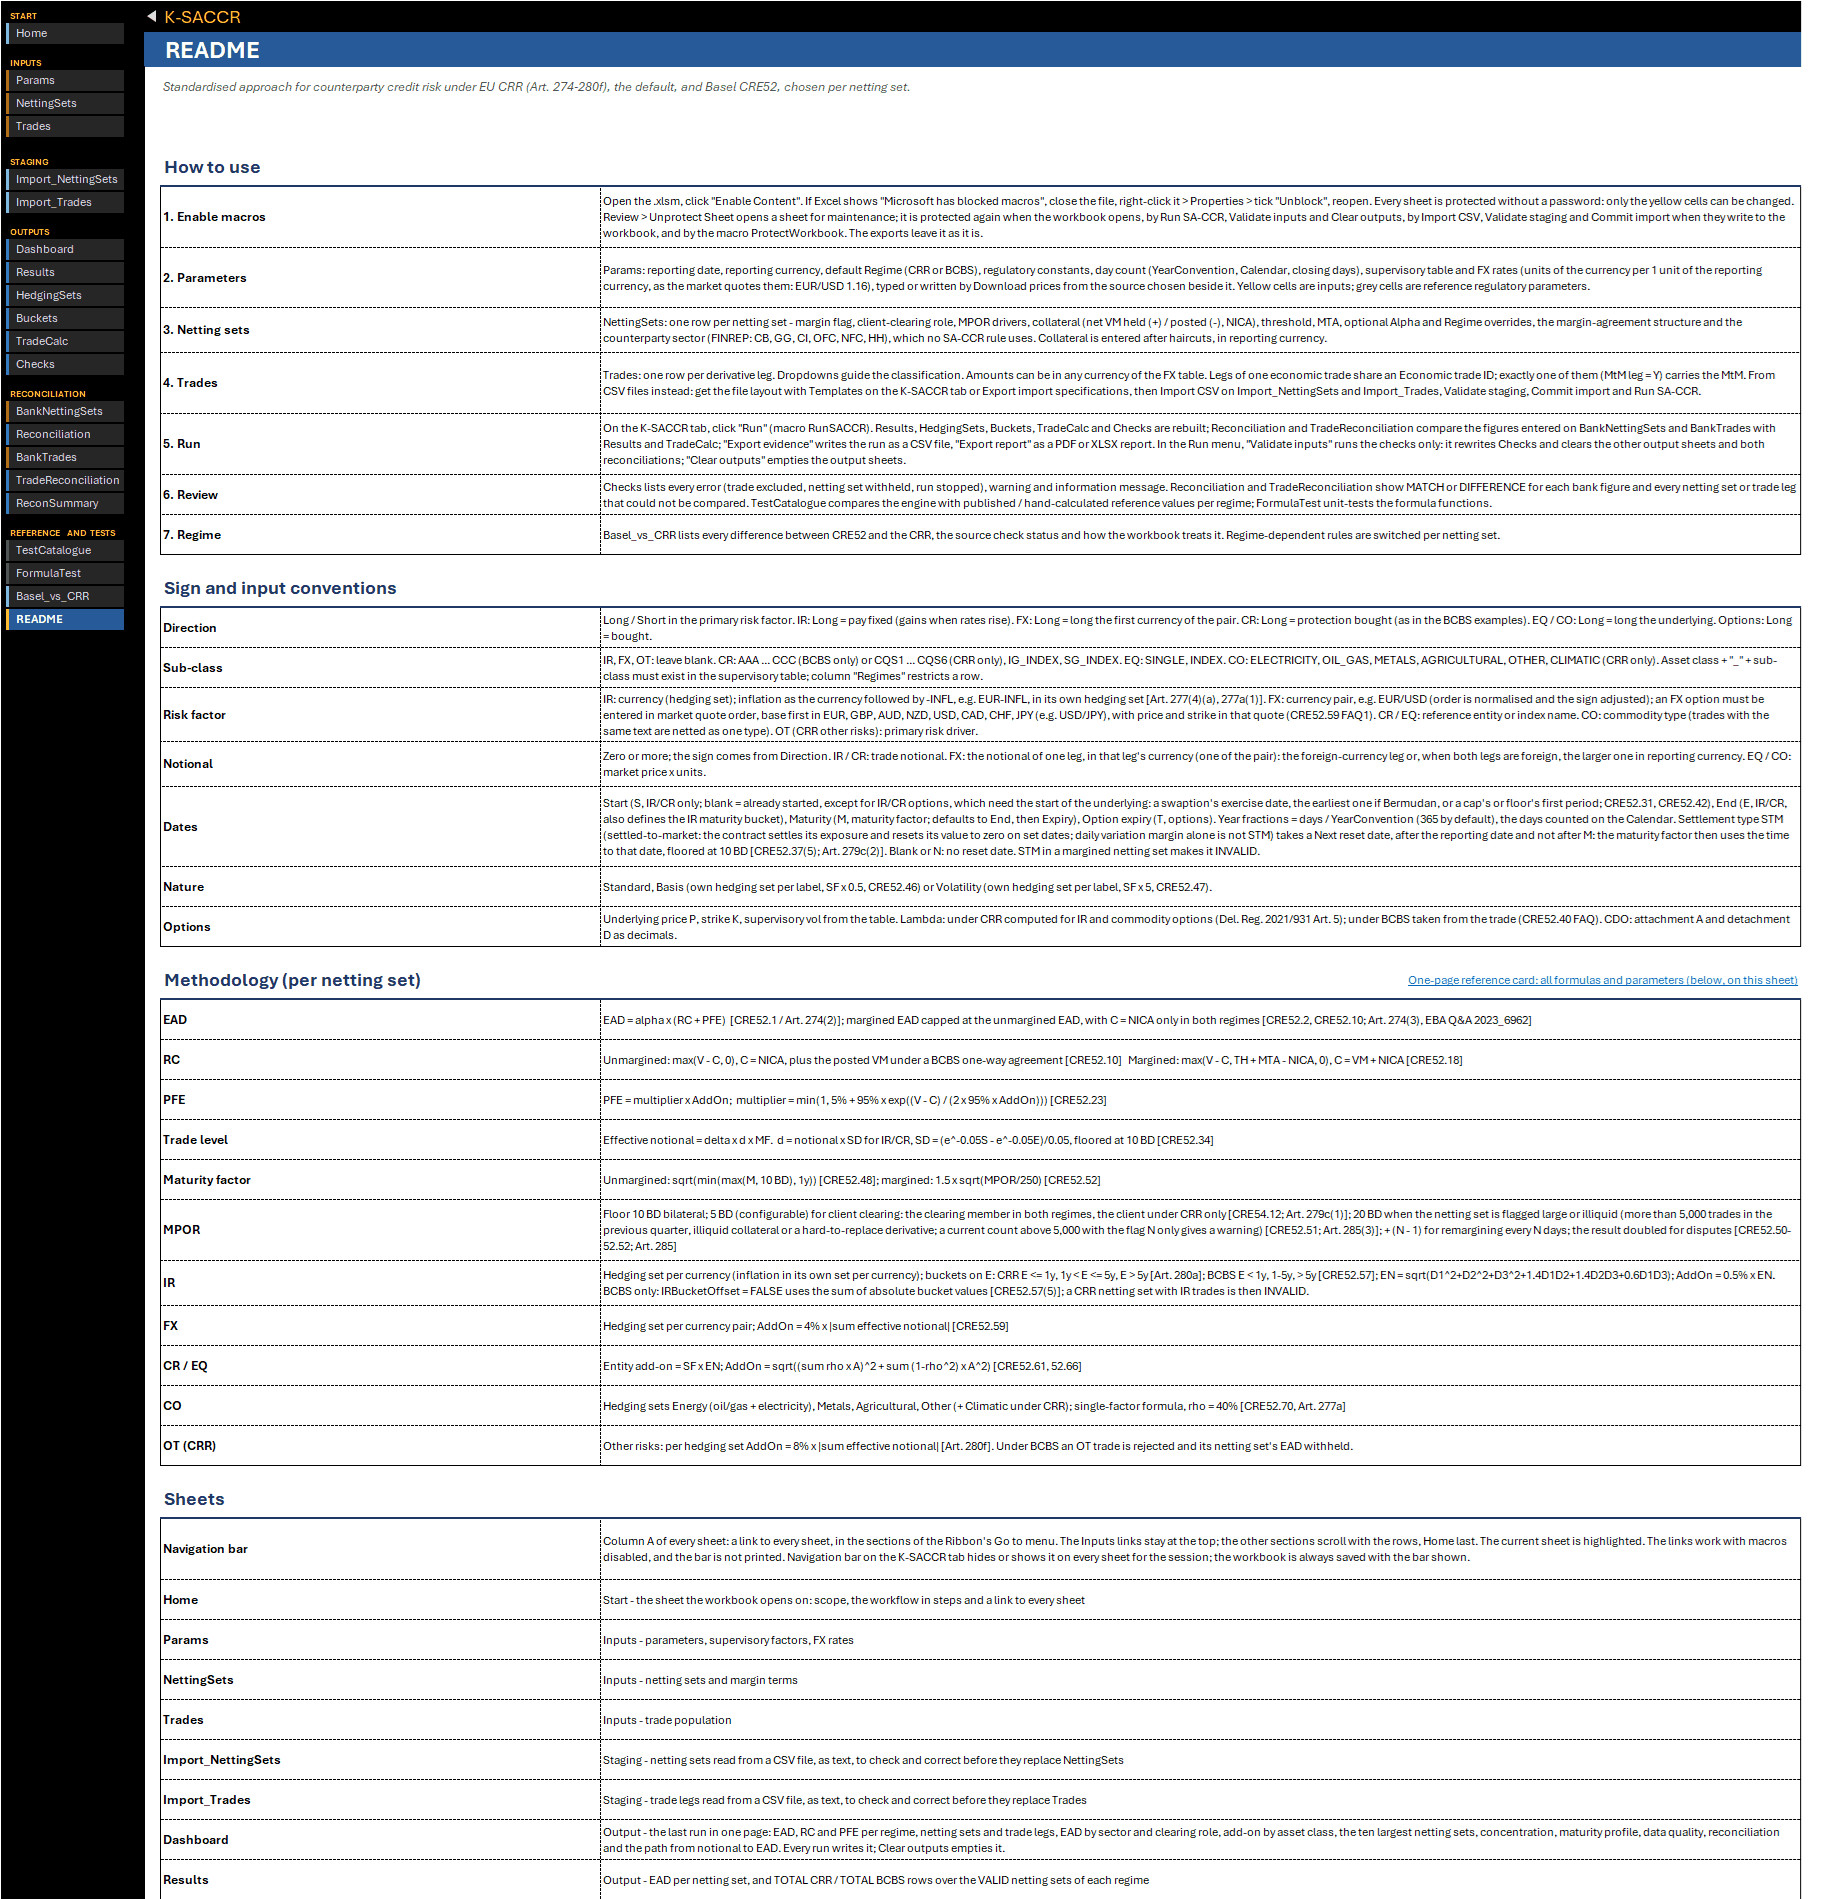 START
Home
INPUTS
Params
NettingSets
Trades
STAGING
Import_NettingSets
Import_Trades
OUTPUTS
Dashboard
Results
HedgingSets
Buckets
TradeCalc
Checks
RECONCILIATION
BankNettingSets
Reconciliation
BankTrades
TradeReconciliation
ReconSummary
REFERENCE AND TESTS
TestCatalogue
FormulaTest
Basel_vs_CRR
README
K-SACCR
README
Standardised approach for counterparty credit risk under EU CRR (Art. 274-280f), the default, and Basel CRE52, chosen per netting set.
How to use
1. Enable macros
Open the .xlsm, click "Enable Content". If Excel shows "Microsoft has blocked macros", close the file, right-click it > Properties > tick "Unblock", reopen. Every sheet is protected without a password: only the yellow cells can be changed.
Review > Unprotect Sheet opens a sheet for maintenance; it is protected again when the workbook opens, by Run SA-CCR, Validate inputs and Clear outputs, by Import CSV, Validate staging and Commit import when they write to the
workbook, and by the macro ProtectWorkbook. The exports leave it as it is.
2. Parameters
Params: reporting date, reporting currency, default Regime (CRR or BCBS), regulatory constants, day count (YearConvention, Calendar, closing days), supervisory table and FX rates (units of the currency per 1 unit of the reporting
currency, as the market quotes them: EUR/USD 1.16), typed or written by Download prices from the source chosen beside it. Yellow cells are inputs; grey cells are reference regulatory parameters.
3. Netting sets
NettingSets: one row per netting set - margin flag, client-clearing role, MPOR drivers, collateral (net VM held (+) / posted (-), NICA), threshold, MTA, optional Alpha and Regime overrides, the margin-agreement structure and the
counterparty sector (FINREP: CB, GG, CI, OFC, NFC, HH), which no SA-CCR rule uses. Collateral is entered after haircuts, in reporting currency.
4. Trades
Trades: one row per derivative leg. Dropdowns guide the classification. Amounts can be in any currency of the FX table. Legs of one economic trade share an Economic trade ID; exactly one of them (MtM leg = Y) carries the MtM. From
CSV files instead: get the file layout with Templates on the K-SACCR tab or Export import specifications, then Import CSV on Import_NettingSets and Import_Trades, Validate staging, Commit import and Run SA-CCR.
5. Run
On the K-SACCR tab, click "Run" (macro RunSACCR). Results, HedgingSets, Buckets, TradeCalc and Checks are rebuilt; Reconciliation and TradeReconciliation compare the figures entered on BankNettingSets and BankTrades with
Results and TradeCalc; "Export evidence" writes the run as a CSV file, "Export report" as a PDF or XLSX report. In the Run menu, "Validate inputs" runs the checks only: it rewrites Checks and clears the other output sheets and both
reconciliations; "Clear outputs" empties the output sheets.
6. Review
Checks lists every error (trade excluded, netting set withheld, run stopped), warning and information message. Reconciliation and TradeReconciliation show MATCH or DIFFERENCE for each bank figure and every netting set or trade leg
that could not be compared. TestCatalogue compares the engine with published / hand-calculated reference values per regime; FormulaTest unit-tests the formula functions.
7. Regime
Basel_vs_CRR lists every difference between CRE52 and the CRR, the source check status and how the workbook treats it. Regime-dependent rules are switched per netting set.
Sign and input conventions
Direction
Long / Short in the primary risk factor. IR: Long = pay fixed (gains when rates rise). FX: Long = long the first currency of the pair. CR: Long = protection bought (as in the BCBS examples). EQ / CO: Long = long the underlying. Options: Long
= bought.
Sub-class
IR, FX, OT: leave blank. CR: AAA ... CCC (BCBS only) or CQS1 ... CQS6 (CRR only), IG_INDEX, SG_INDEX. EQ: SINGLE, INDEX. CO: ELECTRICITY, OIL_GAS, METALS, AGRICULTURAL, OTHER, CLIMATIC (CRR only). Asset class + "_" + sub-
class must exist in the supervisory table; column "Regimes" restricts a row.
Risk factor
IR: currency (hedging set); inflation as the currency followed by -INFL, e.g. EUR-INFL, in its own hedging set [Art. 277(4)(a), 277a(1)]. FX: currency pair, e.g. EUR/USD (order is normalised and the sign adjusted); an FX option must be
entered in market quote order, base first in EUR, GBP, AUD, NZD, USD, CAD, CHF, JPY (e.g. USD/JPY), with price and strike in that quote (CRE52.59 FAQ1). CR / EQ: reference entity or index name. CO: commodity type (trades with the
same text are netted as one type). OT (CRR other risks): primary risk driver.
Notional
Zero or more; the sign comes from Direction. IR / CR: trade notional. FX: the notional of one leg, in that leg's currency (one of the pair): the foreign-currency leg or, when both legs are foreign, the larger one in reporting currency. EQ / CO:
market price x units.
Dates
Start (S, IR/CR only; blank = already started, except for IR/CR options, which need the start of the underlying: a swaption's exercise date, the earliest one if Bermudan, or a cap's or floor's first period; CRE52.31, CRE52.42), End (E, IR/CR,
also defines the IR maturity bucket), Maturity (M, maturity factor; defaults to End, then Expiry), Option expiry (T, options). Year fractions = days / YearConvention (365 by default), the days counted on the Calendar. Settlement type STM
(settled-to-market: the contract settles its exposure and resets its value to zero on set dates; daily variation margin alone is not STM) takes a Next reset date, after the reporting date and not after M: the maturity factor then uses the time
to that date, floored at 10 BD [CRE52.37(5); Art. 279c(2)]. Blank or N: no reset date. STM in a margined netting set makes it INVALID.
Nature
Standard, Basis (own hedging set per label, SF x 0.5, CRE52.46) or Volatility (own hedging set per label, SF x 5, CRE52.47).
Options
Underlying price P, strike K, supervisory vol from the table. Lambda: under CRR computed for IR and commodity options (Del. Reg. 2021/931 Art. 5); under BCBS taken from the trade (CRE52.40 FAQ). CDO: attachment A and detachment
D as decimals.
Methodology (per netting set)
One-page reference card: all formulas and parameters (below, on this sheet)
EAD
EAD = alpha x (RC + PFE) [CRE52.1 / Art. 274(2)]; margined EAD capped at the unmargined EAD, with C = NICA only in both regimes [CRE52.2, CRE52.10; Art. 274(3), EBA Q&A 2023_6962]
RC
Unmargined: max(V - C, 0), C = NICA, plus the posted VM under a BCBS one-way agreement [CRE52.10] Margined: max(V - C, TH + MTA - NICA, 0), C = VM + NICA [CRE52.18]
PFE
PFE = multiplier x AddOn; multiplier = min(1, 5% + 95% x exp((V - C) / (2 x 95% x AddOn))) [CRE52.23]
Trade level
Effective notional = delta x d x MF. d = notional x SD for IR/CR, SD = (e^-0.05S - e^-0.05E)/0.05, floored at 10 BD [CRE52.34]
Maturity factor
Unmargined: sqrt(min(max(M, 10 BD), 1y)) [CRE52.48]; margined: 1.5 x sqrt(MPOR/250) [CRE52.52]
MPOR
Floor 10 BD bilateral; 5 BD (configurable) for client clearing: the clearing member in both regimes, the client under CRR only [CRE54.12; Art. 279c(1)]; 20 BD when the netting set is flagged large or illiquid (more than 5,000 trades in the
previous quarter, illiquid collateral or a hard-to-replace derivative; a current count above 5,000 with the flag N only gives a warning) [CRE52.51; Art. 285(3)]; + (N - 1) for remargining every N days; the result doubled for disputes [CRE52.50-
52.52; Art. 285]
IR
Hedging set per currency (inflation in its own set per currency); buckets on E: CRR E <= 1y, 1y < E <= 5y, E > 5y [Art. 280a]; BCBS E < 1y, 1-5y, > 5y [CRE52.57]; EN = sqrt(D1^2+D2^2+D3^2+1.4D1D2+1.4D2D3+0.6D1D3); AddOn = 0.5% x EN.
BCBS only: IRBucketOffset = FALSE uses the sum of absolute bucket values [CRE52.57(5)]; a CRR netting set with IR trades is then INVALID.
FX
Hedging set per currency pair; AddOn = 4% x |sum effective notional| [CRE52.59]
CR / EQ
Entity add-on = SF x EN; AddOn = sqrt((sum rho x A)^2 + sum (1-rho^2) x A^2) [CRE52.61, 52.66]
CO
Hedging sets Energy (oil/gas + electricity), Metals, Agricultural, Other (+ Climatic under CRR); single-factor formula, rho = 40% [CRE52.70, Art. 277a]
OT (CRR)
Other risks: per hedging set AddOn = 8% x |sum effective notional| [Art. 280f]. Under BCBS an OT trade is rejected and its netting set's EAD withheld.
Sheets
Navigation bar
Column A of every sheet: a link to every sheet, in the sections of the Ribbon's Go to menu. The Inputs links stay at the top; the other sections scroll with the rows, Home last. The current sheet is highlighted. The links work with macros
disabled, and the bar is not printed. Navigation bar on the K-SACCR tab hides or shows it on every sheet for the session; the workbook is always saved with the bar shown.
Home
Start - the sheet the workbook opens on: scope, the workflow in steps and a link to every sheet
Params
Inputs - parameters, supervisory factors, FX rates
NettingSets
Inputs - netting sets and margin terms
Trades
Inputs - trade population
Import_NettingSets
Staging - netting sets read from a CSV file, as text, to check and correct before they replace NettingSets
Import_Trades
Staging - trade legs read from a CSV file, as text, to check and correct before they replace Trades
Dashboard
Output - the last run in one page: EAD, RC and PFE per regime, netting sets and trade legs, EAD by sector and clearing role, add-on by asset class, the ten largest netting sets, concentration, maturity profile, data quality, reconciliation
and the path from notional to EAD. Every run writes it; Clear outputs empties it.
Results
Output - EAD per netting set, and TOTAL CRR / TOTAL BCBS rows over the VALID netting sets of each regime